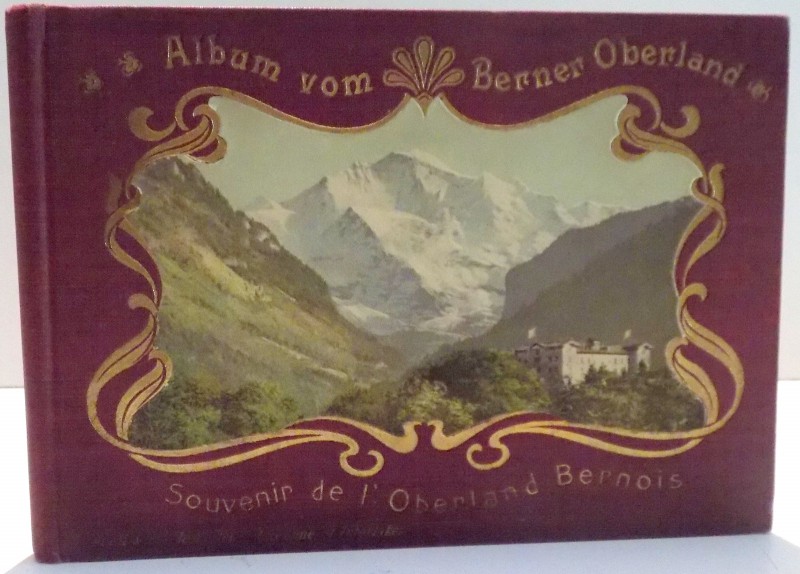 Album vom Berner Oberland
Souvenir de l'Oberland Bernois